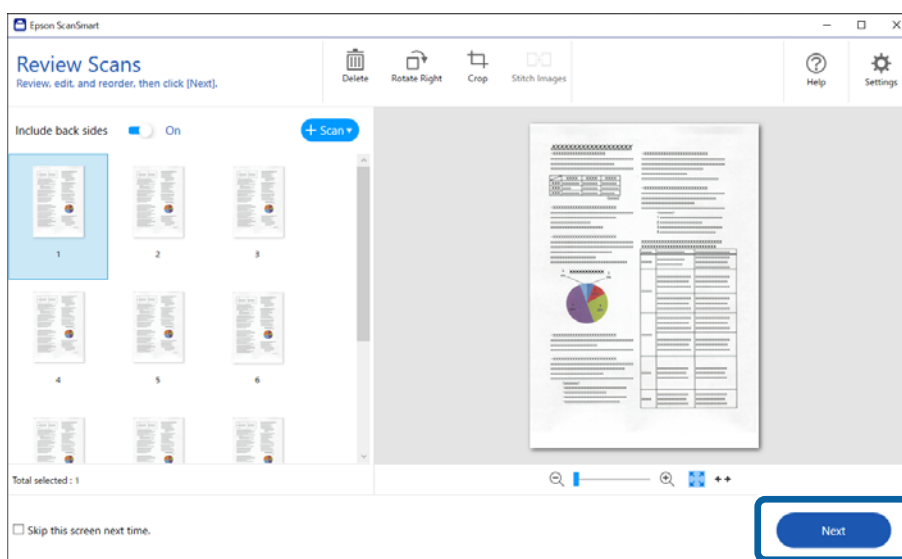 Epson ScanSmart
Review Scans
Review, edit, and reorder, then click [Next].
Delete
Rotate Right
Crop
Stitch Images
Help
Settings
Include back sides
On
+ Scan
1
2
3
4
5
6
Total selected : 1
Skip this screen next time.
Next